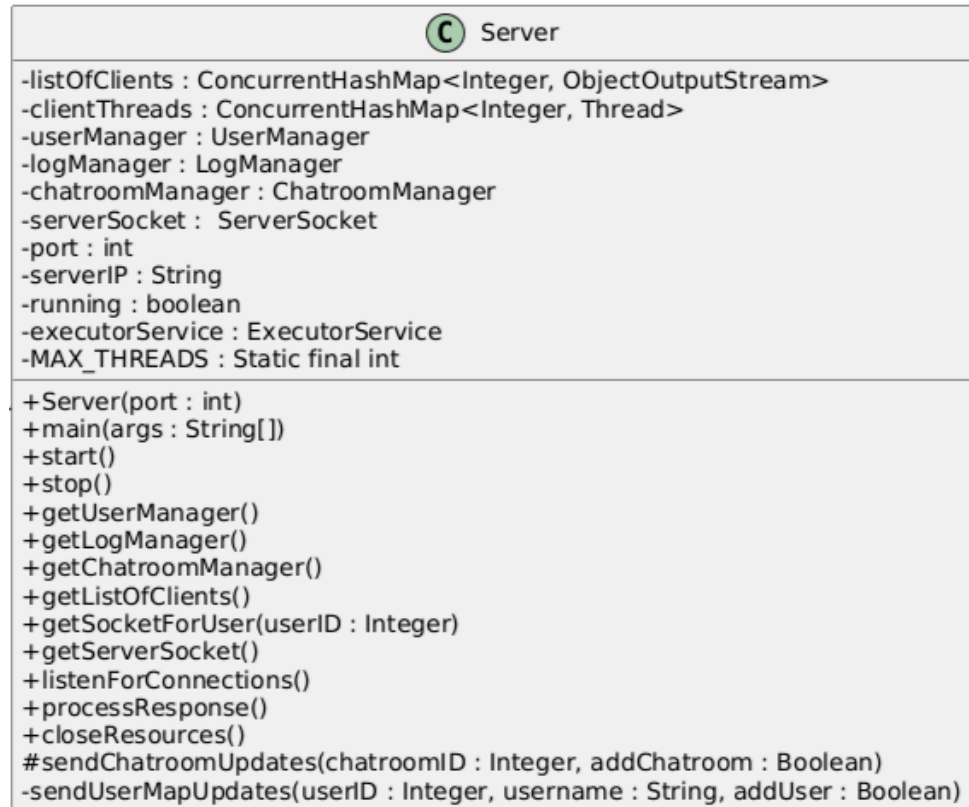 C Server
-listOfClients : ConcurrentHashMap<Integer, ObjectOutputStream>
-clientThreads : ConcurrentHashMap<Integer, Thread>
-userManager : UserManager
-logManager : LogManager
-chatroomManager : ChatroomManager
-serverSocket :  ServerSocket
-port : int
-serverIP : String
-running : boolean
-executorService : ExecutorService
-MAX_THREADS : Static final int
+Server(port : int)
+main(args : String[])
+start()
+stop()
+getUserManager()
+getLogManager()
+getChatroomManager()
+getListOfClients()
+getSocketForUser(userID : Integer)
+getServerSocket()
+listenForConnections()
+processResponse()
+closeResources()
#sendChatroomUpdates(chatroomID : Integer, addChatroom : Boolean)
-sendUserMapUpdates(userID : Integer, username : String, addUser : Boolean)